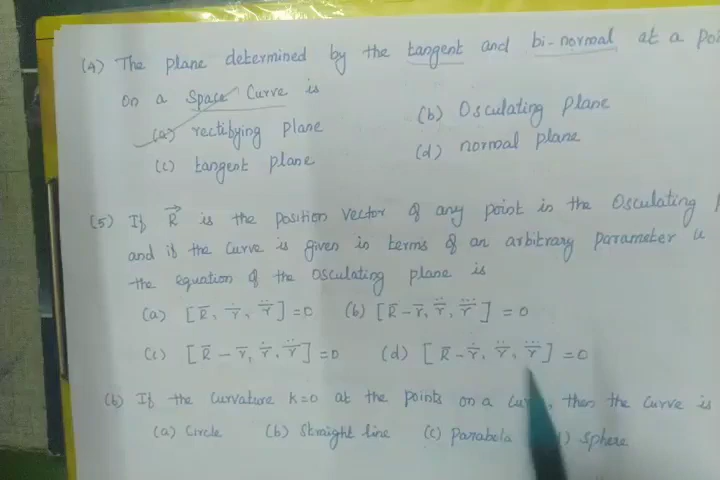 (4) The plane determined by the tangent and bi-normal at a
on a Space Curve is
(a) rectifying plane (b) Osculating plane
(c) tangent plane (d) normal plane
(5) If R⃗ is the position vector of any point in the Osculating
and if the curve is given in terms of an arbitrary parameter u
the equation of the osculating plane is
(a) [R̄, ṙ̄, r̄̈] = 0 (b) [R̄ - r̄, r̄̈, r̄⃛] = 0
(c) [R̄ - r̄, ṙ̄, r̄̈] = 0 (d) [R̄ - ṙ̄, r̄̈, r̄⃛] = 0
(6) If the curvature k=0 at the points on a curve, then the curve is
(a) Circle (b) Straight line (c) parabola) sphere